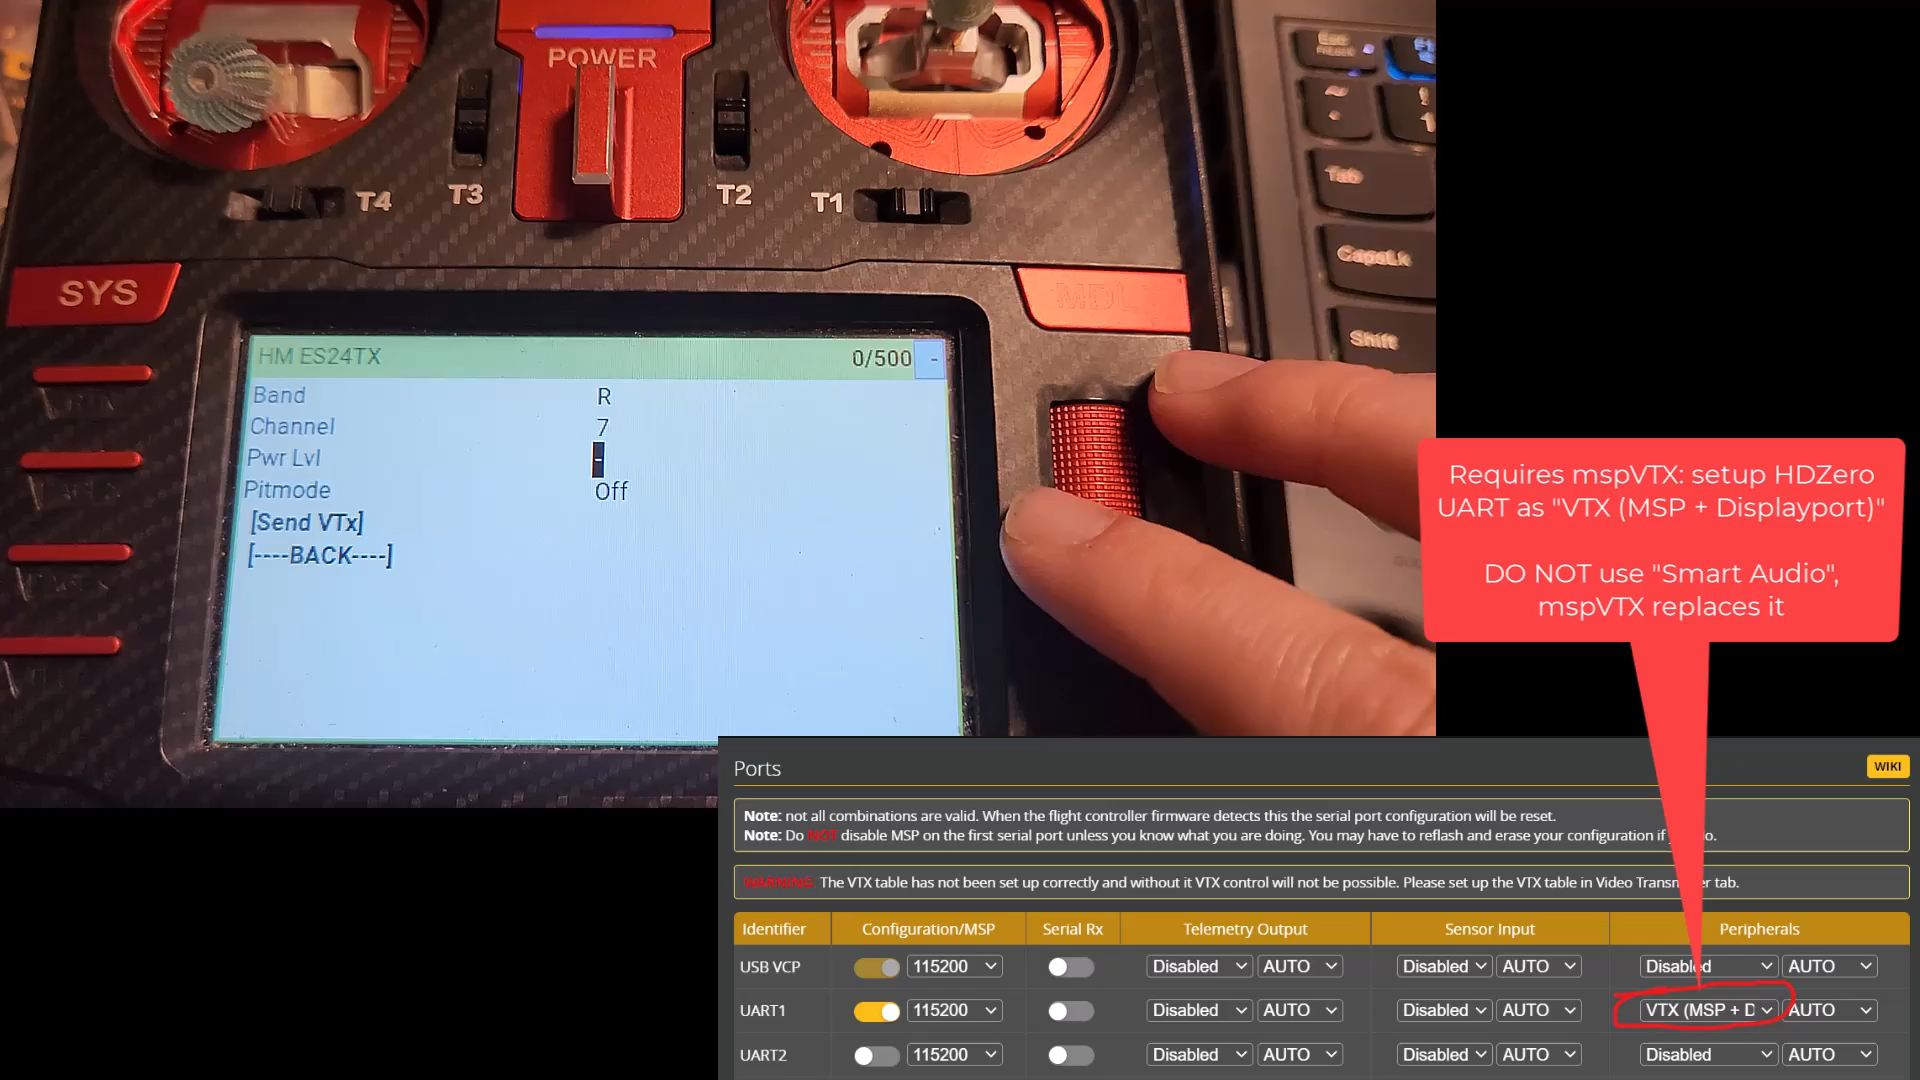 POWER
T4
T3
T2
T1
SYS
MDL
Tab
CapsLk
Shift
HM ES24TX
0/500
-
Band R
Channel 7
Pwr Lvl -
Pitmode Off
[Send VTx]
[----BACK----]
Requires mspVTX: setup HDZero
UART as "VTX (MSP + Displayport)"
DO NOT use "Smart Audio",
mspVTX replaces it
Ports
WIKI
Note: not all combinations are valid. When the flight controller firmware detects this the serial port configuration will be reset.
Note: Do NOT disable MSP on the first serial port unless you know what you are doing. You may have to reflash and erase your configuration if
WARNING: The VTX table has not been set up correctly and without it VTX control will not be possible. Please set up the VTX table in Video tab.
Identifier Configuration/MSP Serial Rx Telemetry Output Sensor Input Peripherals
USB VCP 115200 Disabled AUTO Disabled AUTO Disabled AUTO
UART1 115200 Disabled AUTO Disabled AUTO VTX (MSP + D AUTO
UART2 115200 Disabled AUTO Disabled AUTO Disabled AUTO